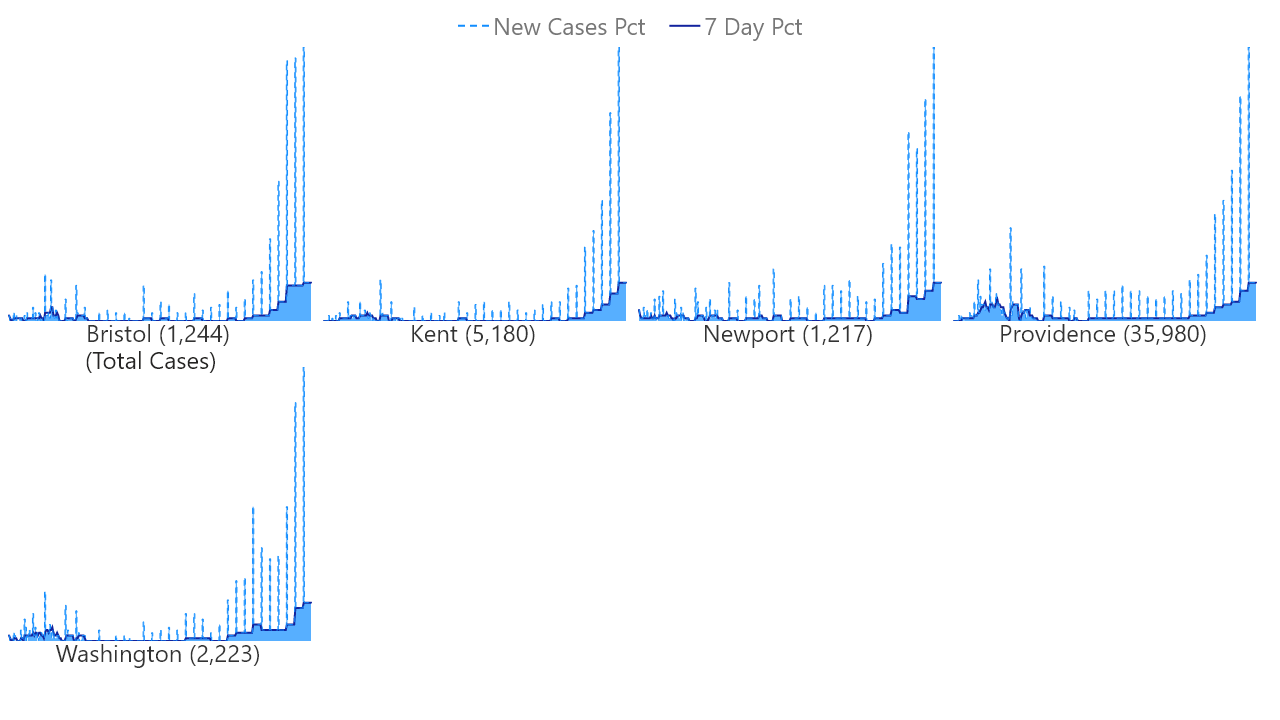 New Cases Pct 7 Day Pct
Bristol (1,244)
(Total Cases)
Kent (5,180)
Newport (1,217)
Providence (35,980)
Washington (2,223)